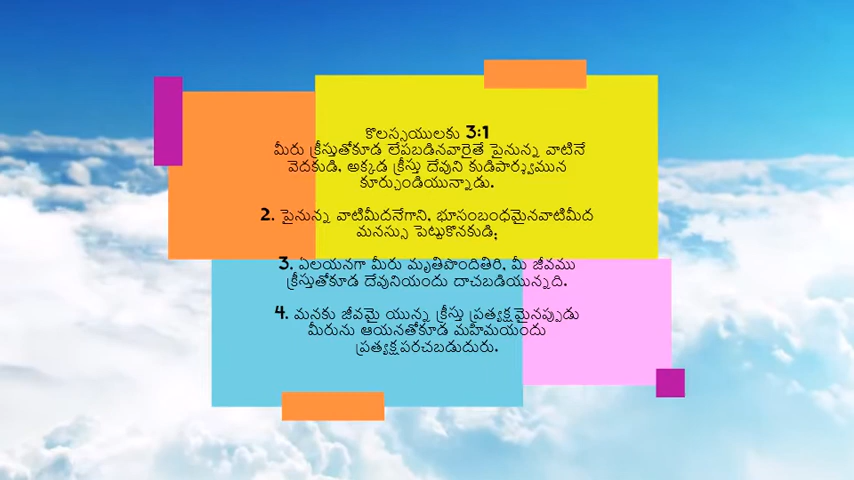 కొలస్సయులకు 3:1
మీరు క్రీస్తుతోకూడ లేపబడినవారైతే పైనున్న వాటినే
వెదకుడి, అక్కడ క్రీస్తు దేవుని కుడిపార్శ్వమున
కూర్చుండియున్నాడు.
2. పైనున్న వాటిమీదనేగాని, భూసంబంధమైనవాటిమీద
మనస్సు పెట్టుకొనకుడి;
3. ఏలయనగా మీరు మృతిపొందితిరి, మీ జీవము
క్రీస్తుతోకూడ దేవునియందు దాచబడియున్నది.
4. మనకు జీవమై యున్న క్రీస్తు ప్రత్యక్షమైనప్పుడు
మీరును ఆయనతోకూడ మహిమయందు
ప్రత్యక్షపరచబడుదురు.